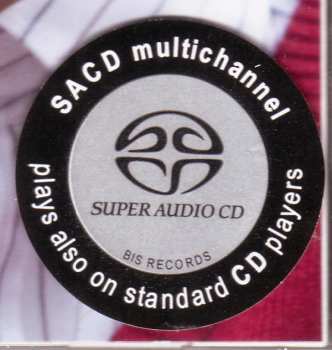 SACD multichannel
SUPER AUDIO CD
BIS RECORDS
plays also on standard CD players